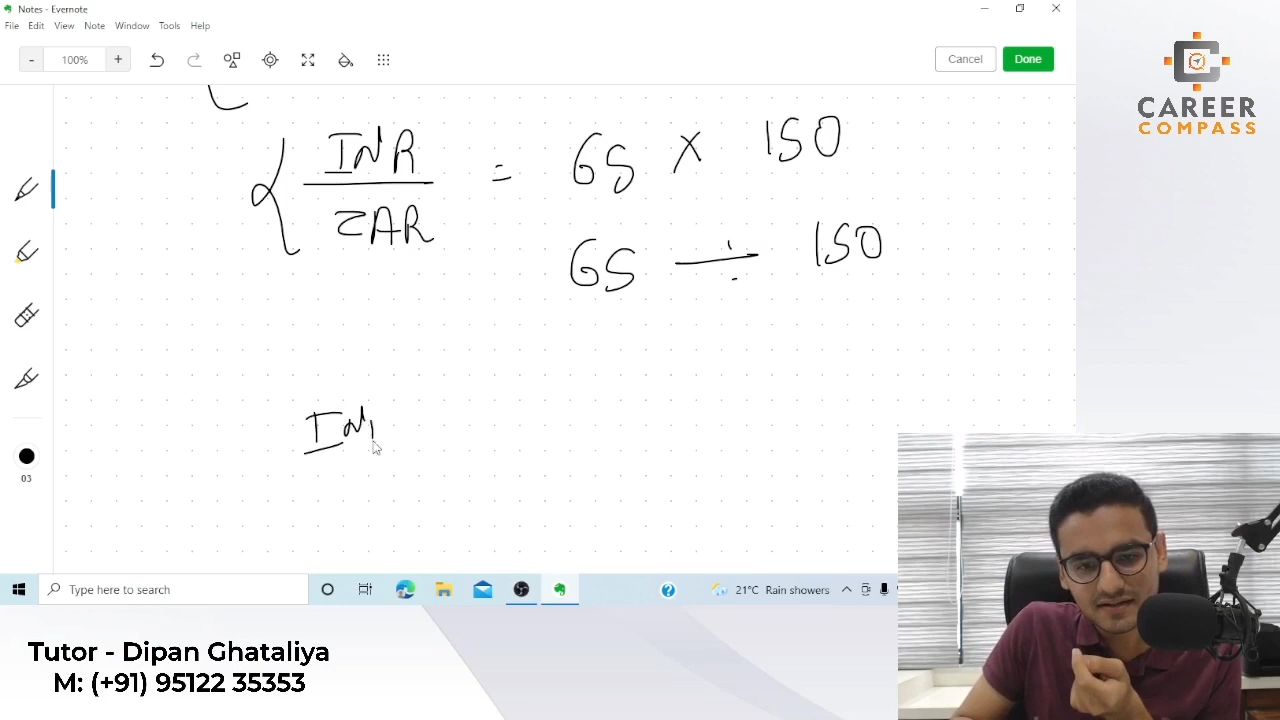 Notes - Evernote
File Edit View Note Window Tools Help
- 100% +
Cancel Done
CAREER
COMPASS
INR = 65 × 150
ZAR
65 ÷ 150
IN
03
Type here to search
21°C Rain showers
Tutor - Dipan Ghataliya
M: (+91) 95122 35353